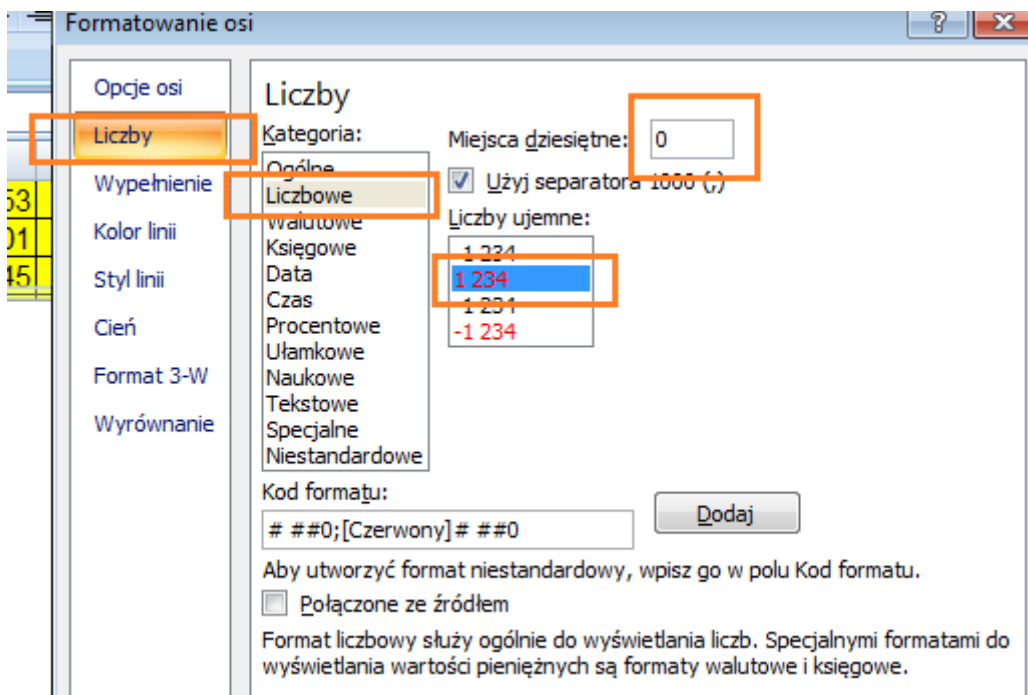 Formatowanie osi
Opcje osi
Liczby
Wypełnienie
Kolor linii
Styl linii
Cień
Format 3-W
Wyrównanie
53
01
45
Liczby
Kategoria:
Ogólne
Liczbowe
Walutowe
Księgowe
Data
Czas
Procentowe
Ułamkowe
Naukowe
Tekstowe
Specjalne
Niestandardowe
Miejsca dziesiętne: 0
Użyj separatora 1000 (,)
Liczby ujemne:
-1 234
1 234
-1 234
-1 234
Kod formatu:
# ##0;[Czerwony]# ##0
Dodaj
Aby utworzyć format niestandardowy, wpisz go w polu Kod formatu.
Połączone ze źródłem
Format liczbowy służy ogólnie do wyświetlania liczb. Specjalnymi formatami do
wyświetlania wartości pieniężnych są formaty walutowe i księgowe.